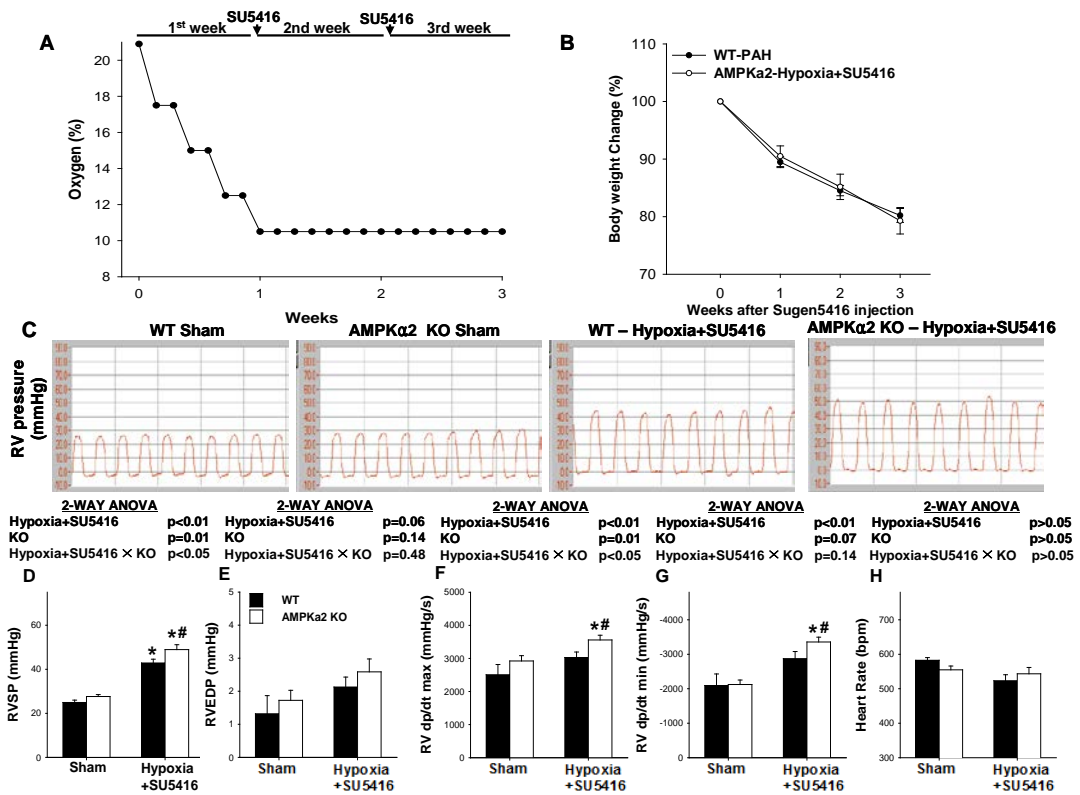 SU5416 SU5416
1st week 2nd week 3rd week
A
Oxygen (%)
20
18
16
14
12
10
8
0 1 2 3
Weeks
B
Body weight Change (%)
110
100
90
80
70
WT-PAH
AMPKa2-Hypoxia+SU5416
0 1 2 3
Weeks after Sugen5416 injection
C
WT Sham
AMPKα2 KO Sham
WT – Hypoxia+SU5416
AMPKα2 KO – Hypoxia+SU5416
RV pressure
(mmHg)
2-WAY ANOVA
Hypoxia+SU5416 p<0.01
KO p=0.01
Hypoxia+SU5416 × KO p<0.05
2-WAY ANOVA
Hypoxia+SU5416 p=0.06
KO p=0.14
Hypoxia+SU5416 × KO p=0.48
2-WAY ANOVA
Hypoxia+SU5416 p<0.01
KO p=0.01
Hypoxia+SU5416 × KO p<0.05
2-WAY ANOVA
Hypoxia+SU5416 p<0.01
KO p=0.07
Hypoxia+SU5416 × KO p=0.14
2-WAY ANOVA
Hypoxia+SU5416 p>0.05
KO p>0.05
Hypoxia+SU5416 × KO p>0.05
D
RVSP (mmHg)
60
40
20
0
*
*#
Sham Hypoxia
+SU5416
E
RVEDP (mmHg)
5
4
3
2
1
0
WT
AMPKa2 KO
Sham Hypoxia
+SU5416
F
RV dp/dt max (mmHg/s)
5000
4000
3000
2000
1000
0
*#
Sham Hypoxia
+SU5416
G
RV dp/dt min (mmHg/s)
-4000
-3000
-2000
-1000
0
*#
Sham Hypoxia
+SU5416
H
Heart Rate (bpm)
800
700
600
500
400
300
Sham Hypoxia
+SU5416